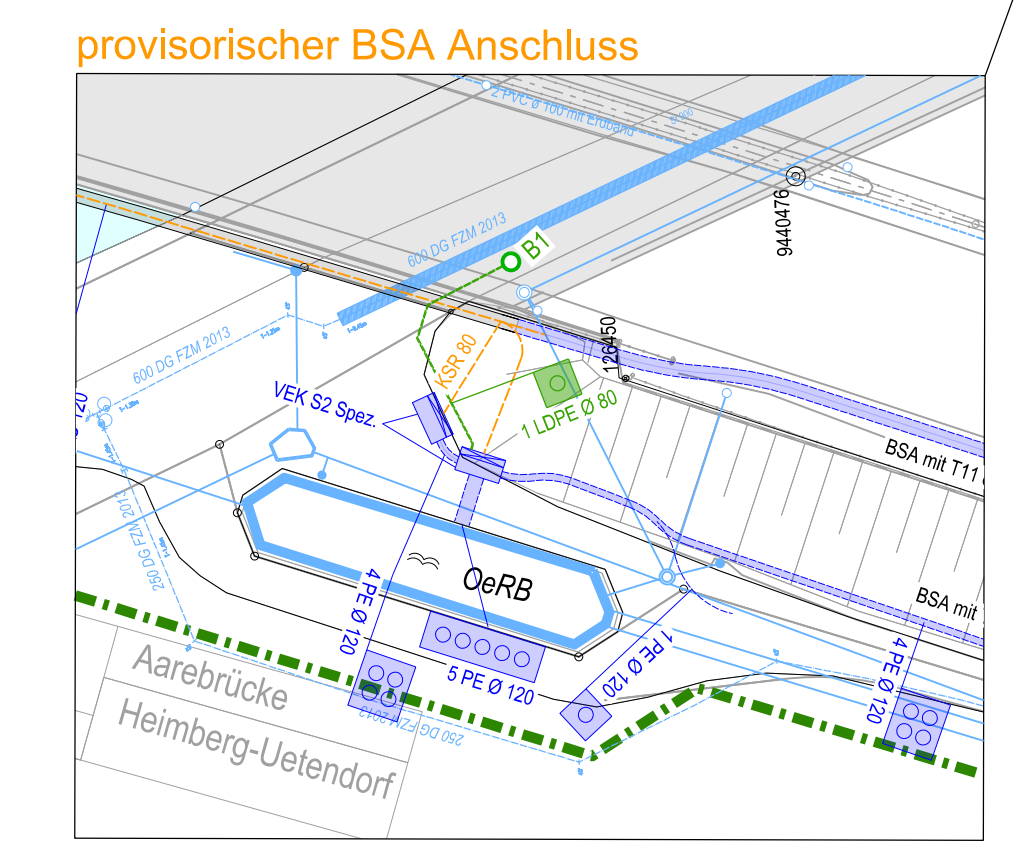 provisorischer BSA Anschluss
2 PVC ø 100 mit Erdband
9440476
600 DG FZM 2013
B1
126450
600 DG FZM 2013
KSR 80
VEK S2 Spez.
1 LDPE Ø 80
BSA mit T11
250 DG FZM 2013
OeRB
4 PE Ø 120
5 PE Ø 120
1 PE Ø 120
BSA mit
4 PE Ø 120
250 DG FZM 2013
Aarebrücke
Heimberg-Uetendorf